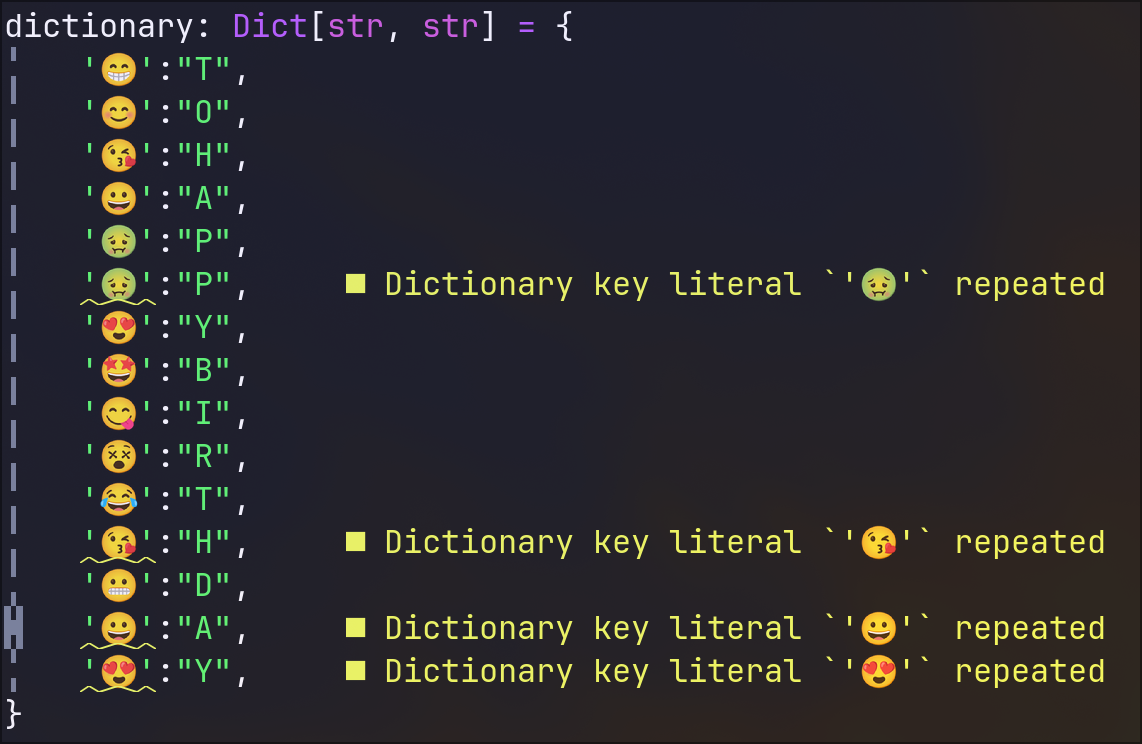 dictionary: Dict[str, str] = {
'😁':"T",
'😊':"O",
'😘':"H",
'😀':"A",
'🤢':"P",
'🤢':"P", ■ Dictionary key literal `'🤢'` repeated
'😍':"Y",
'🤩':"B",
'😋':"I",
'😵':"R",
'😂':"T",
'😘':"H", ■ Dictionary key literal `'😘'` repeated
'😬':"D",
'😀':"A", ■ Dictionary key literal `'😀'` repeated
'😍':"Y", ■ Dictionary key literal `'😍'` repeated
}